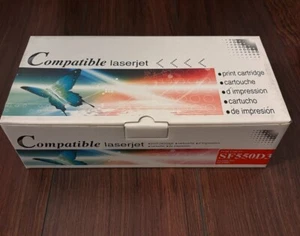 Compatible laserjet
• print cartridge
• cartouche
• d' impression
• cartucho
• de impresión
Compatible laserjet
SF550D3